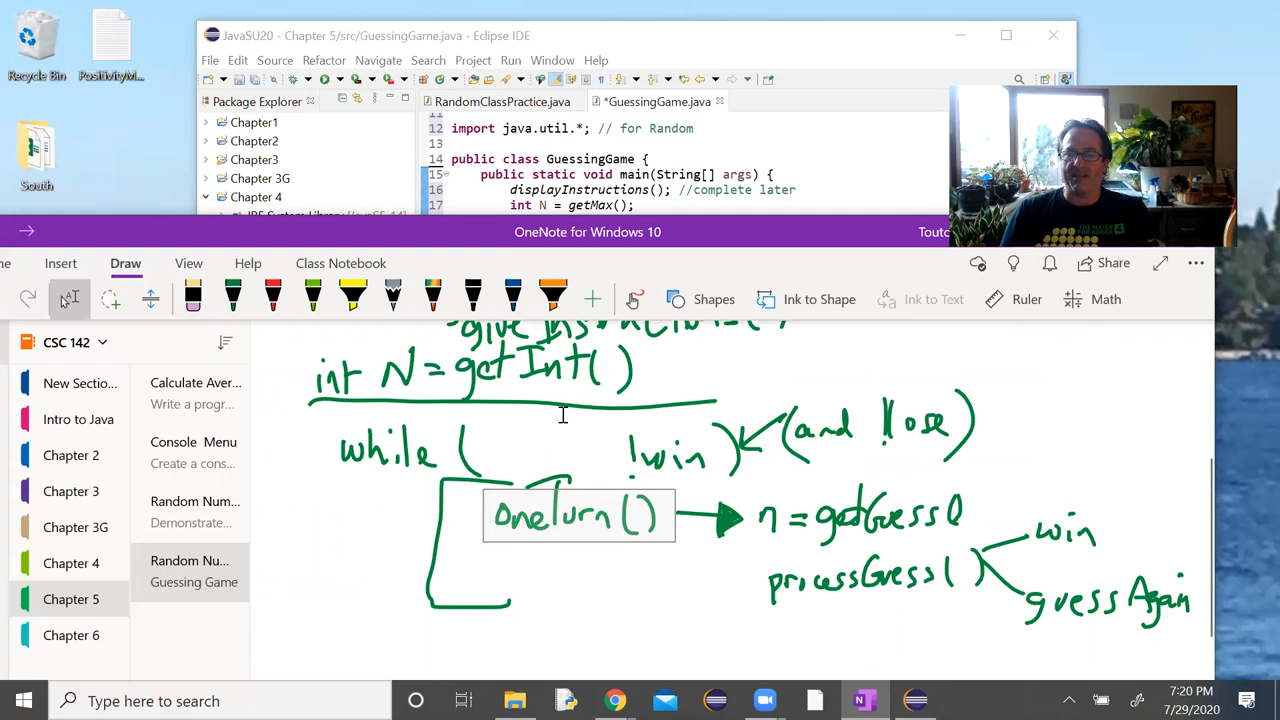 Recycle Bin
PositivityM...
South
JavaSU20 - Chapter 5/src/GuessingGame.java - Eclipse IDE
File Edit Source Refactor Navigate Search Project Run Window Help
Package Explorer
RandomClassPractice.java
*GuessingGame.java
Chapter1
Chapter2
Chapter3
Chapter 3G
Chapter 4
11
12 import java.util.*; // for Random
13
14 public class GuessingGame {
15 public static void main(String[] args) {
16 displayInstructions(); //complete later
17 int N = getMax();
OneNote for Windows 10
Insert Draw View Help Class Notebook
Share
Shapes Ink to Shape Ink to Text Ruler Math
CSC 142
New Sectio...
Intro to Java
Chapter 2
Chapter 3
Chapter 3G
Chapter 4
Chapter 5
Chapter 6
Calculate Aver...
Write a progr...
Console Menu
Create a cons...
Random Num...
Demonstrate...
Random Nu...
Guessing Game
int N = getInt()
while ( !win) (and !lose)
oneTurn() n = getGuess()
processGuess( )
win
guessAgain
Type here to search
7:20 PM
7/29/2020